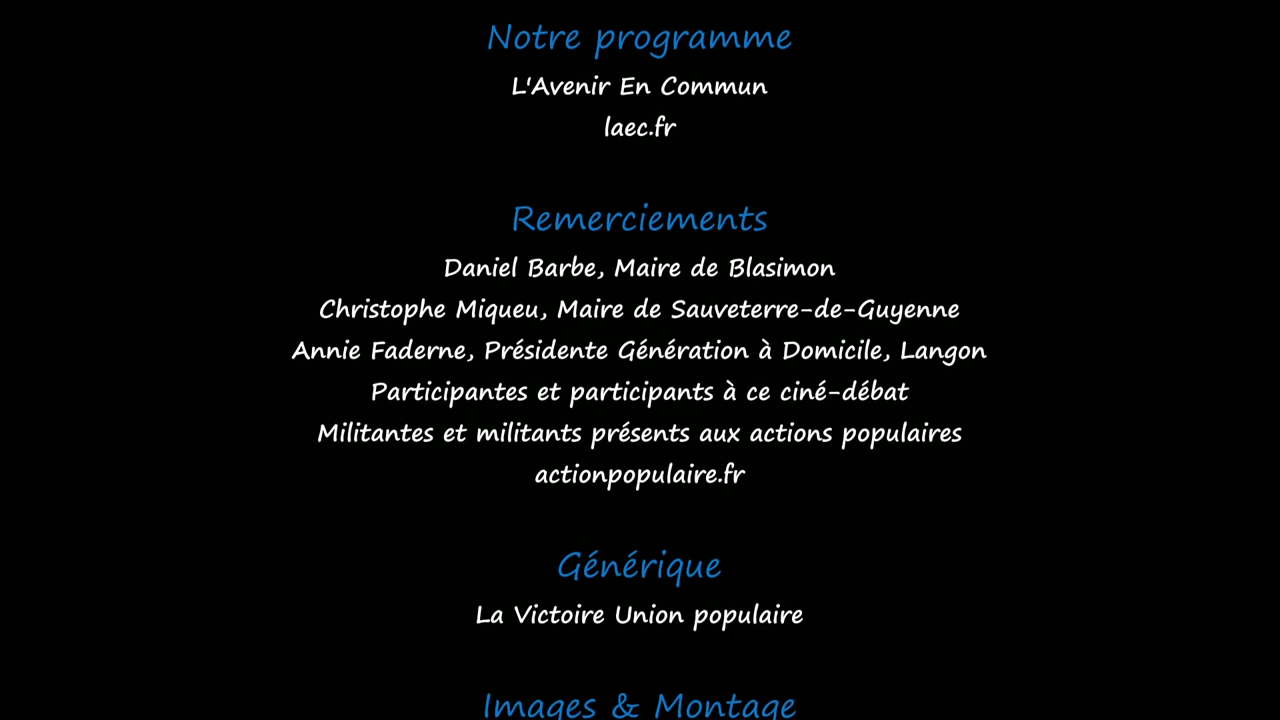 Notre programme
L'Avenir En Commun
laec.fr
Remerciements
Daniel Barbe, Maire de Blasimon
Christophe Miqueu, Maire de Sauveterre-de-Guyenne
Annie Faderne, Présidente Génération à Domicile, Langon
Participantes et participants à ce ciné-débat
Militantes et militants présents aux actions populaires
actionpopulaire.fr
Générique
La Victoire Union populaire
Images & Montage